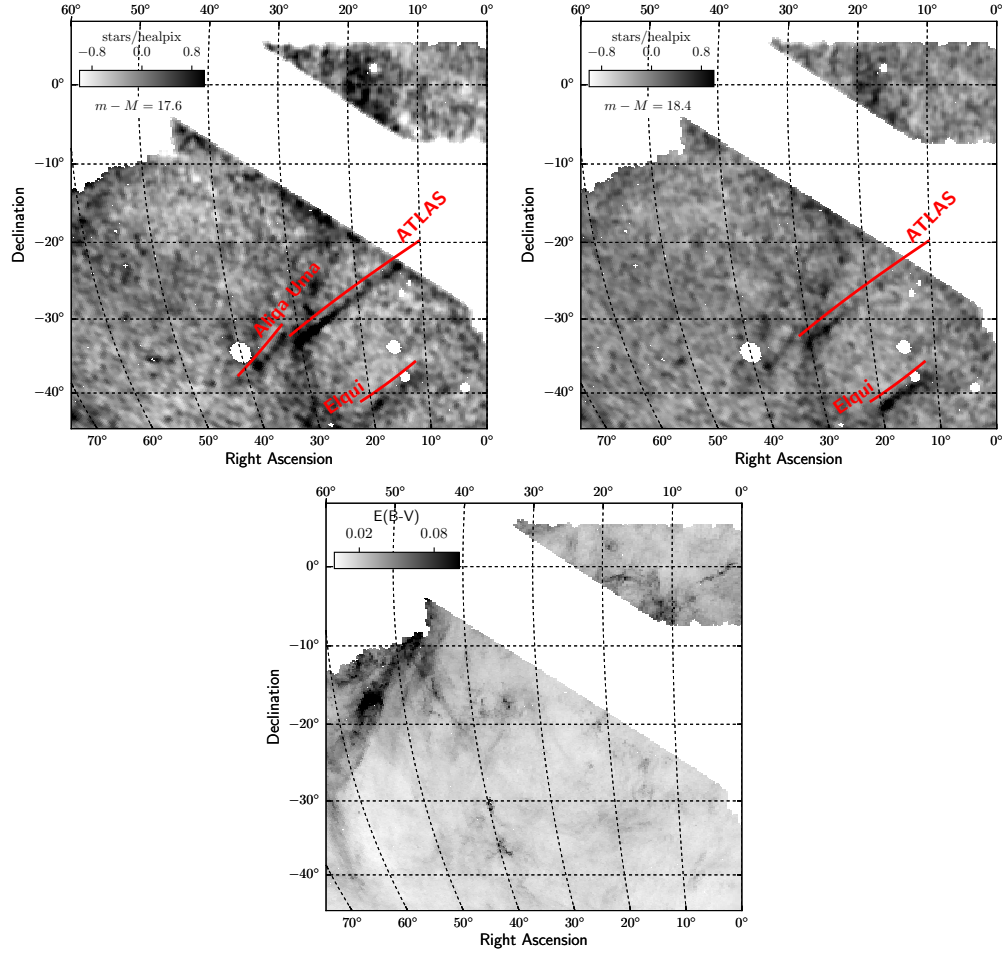 60° 50° 40° 30° 20° 10° 0°
stars/healpix
−0.8 0.0 0.8
m − M = 17.6
0°
−10°
−20°
−30°
−40°
Declination
ATLAS
Aliqa Uma
Elqui
70° 60° 50° 40° 30° 20° 10° 0°
Right Ascension
60° 50° 40° 30° 20° 10° 0°
stars/healpix
−0.8 0.0 0.8
m − M = 18.4
0°
−10°
−20°
−30°
−40°
Declination
ATLAS
Elqui
70° 60° 50° 40° 30° 20° 10° 0°
Right Ascension
60° 50° 40° 30° 20° 10° 0°
E(B-V)
0.02 0.08
0°
−10°
−20°
−30°
−40°
Declination
70° 60° 50° 40° 30° 20° 10° 0°
Right Ascension